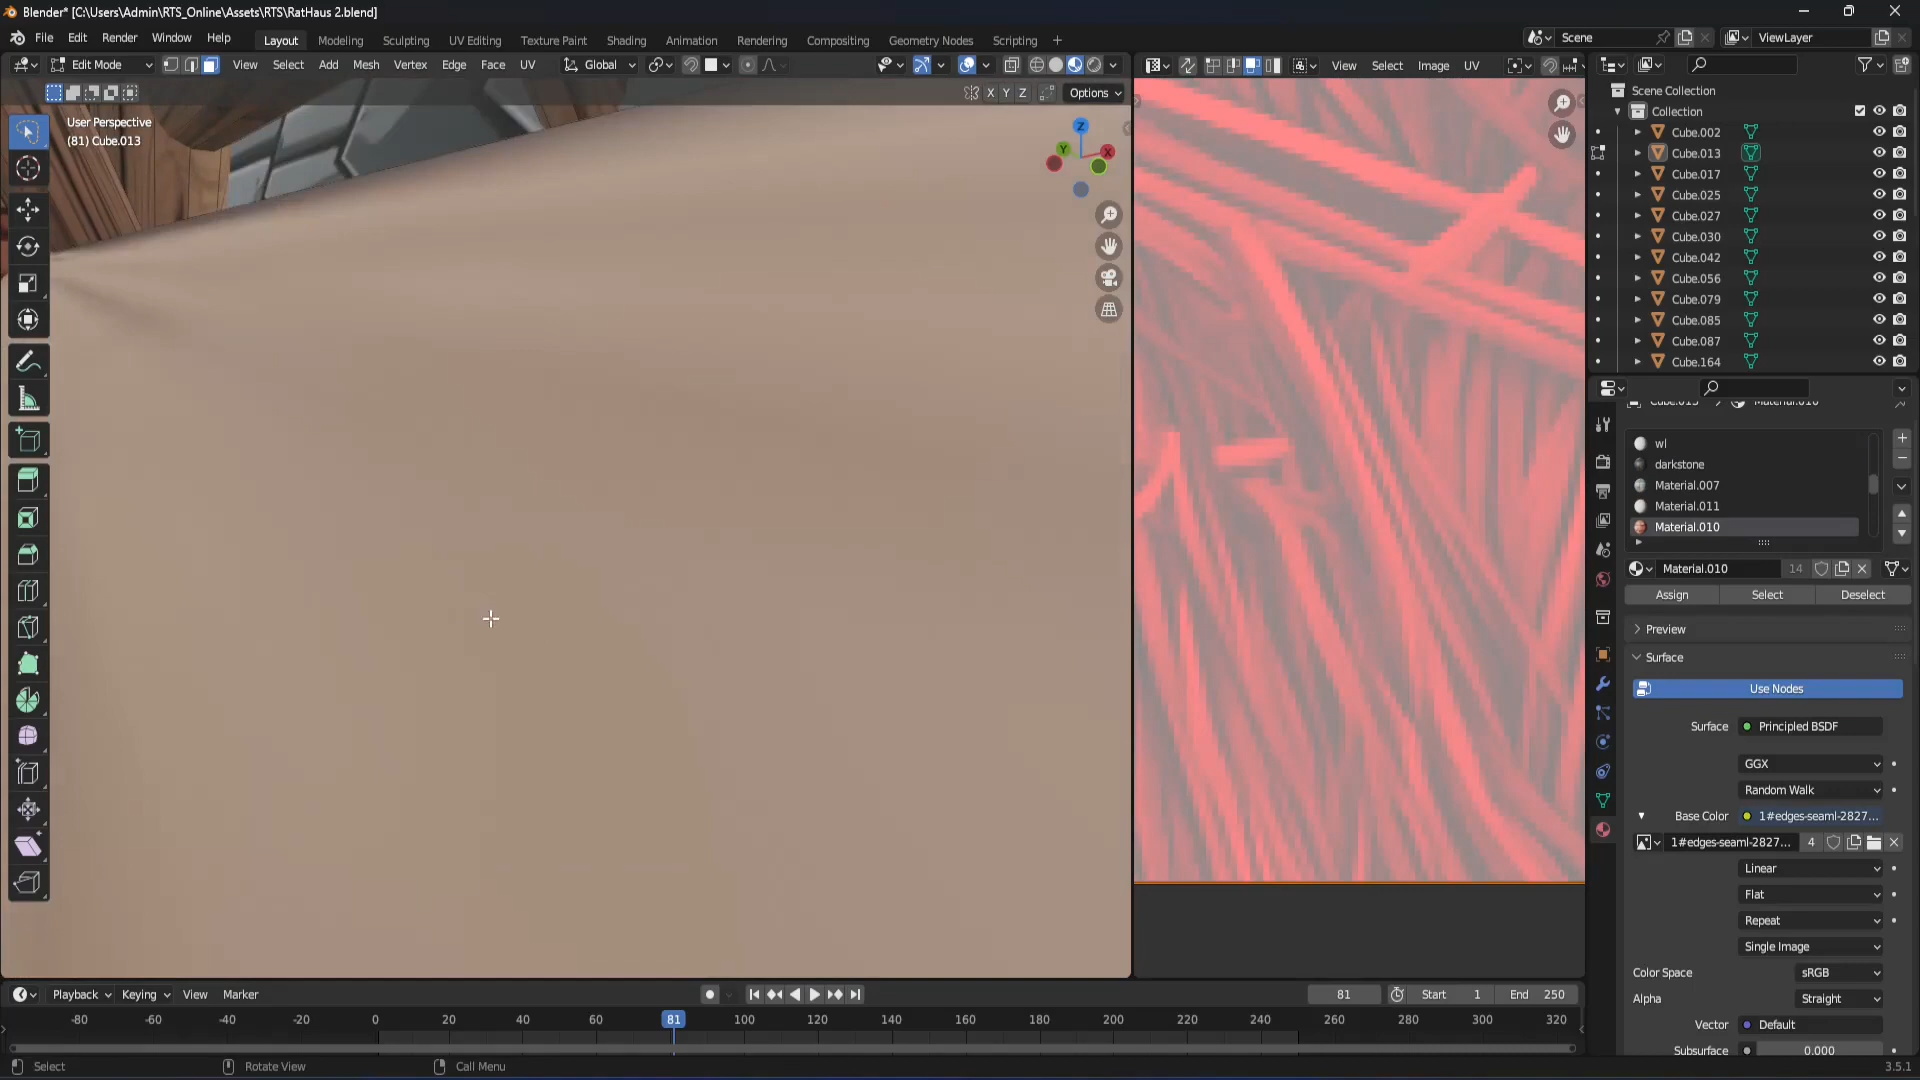 Blender* [C:\Users\Admin\RTS_Online\Assets\RTS\RatHaus 2.blend]
File Edit Render Window Help Layout Modeling Sculpting UV Editing Texture Paint Shading Animation Rendering Compositing Geometry Nodes Scripting + Scene ViewLayer
Edit Mode View Select Add Mesh Vertex Edge Face UV Global View Select Image UV
X Y Z Options
User Perspective
(81) Cube.013
Z
Y
X
Scene Collection
Collection
Cube.002
Cube.013
Cube.017
Cube.025
Cube.027
Cube.030
Cube.042
Cube.056
Cube.079
Cube.085
Cube.087
Cube.164
Cube.013 Material.010
wl
darkstone
Material.007
Material.011
Material.010
Material.010 14
Assign Select Deselect
Preview
Surface
Use Nodes
Surface Principled BSDF
GGX
Random Walk
Base Color 1#edges-seaml-2827...
1#edges-seaml-2827... 4
Linear
Flat
Repeat
Single Image
Color Space sRGB
Alpha Straight
Vector Default
Subsurface 0.000
Playback Keying View Marker 81 Start 1 End 250
-80 -60 -40 -20 0 20 40 60 81 100 120 140 160 180 200 220 240 260 280 300 320
Select Rotate View Call Menu 3.5.1